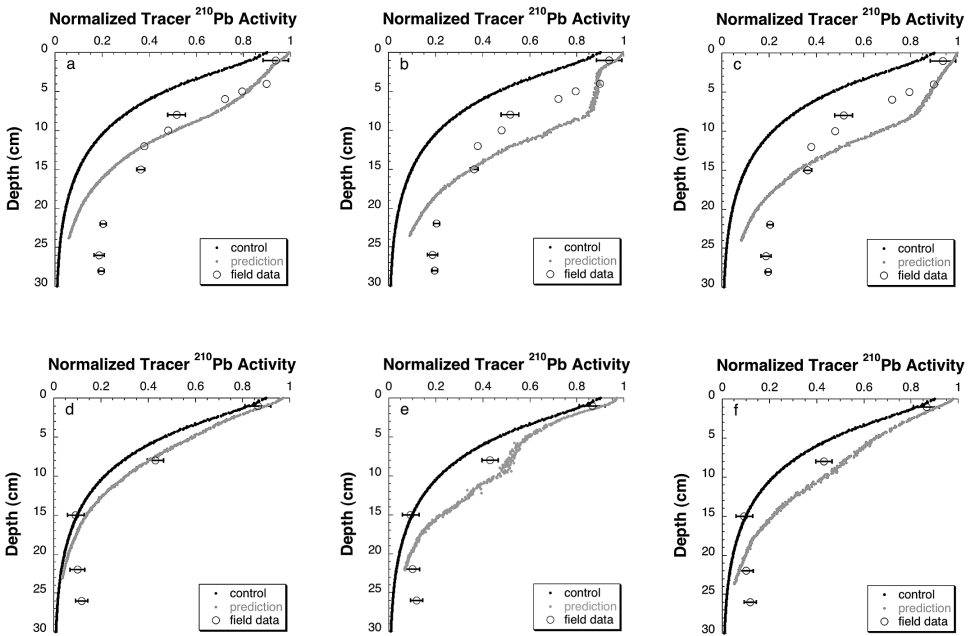 Normalized Tracer 210Pb Activity
0 0.2 0.4 0.6 0.8 1
0
5
10
15
20
25
30
Depth (cm)
a
control
prediction
field data
Normalized Tracer 210Pb Activity
0 0.2 0.4 0.6 0.8 1
0
5
10
15
20
25
30
Depth (cm)
b
control
prediction
field data
Normalized Tracer 210Pb Activity
0 0.2 0.4 0.6 0.8 1
0
5
10
15
20
25
30
Depth (cm)
c
control
prediction
field data
Normalized Tracer 210Pb Activity
0 0.2 0.4 0.6 0.8 1
0
5
10
15
20
25
30
Depth (cm)
d
control
prediction
field data
Normalized Tracer 210Pb Activity
0 0.2 0.4 0.6 0.8 1
0
5
10
15
20
25
30
Depth (cm)
e
control
prediction
field data
Normalized Tracer 210Pb Activity
0 0.2 0.4 0.6 0.8 1
0
5
10
15
20
25
30
Depth (cm)
f
control
prediction
field data